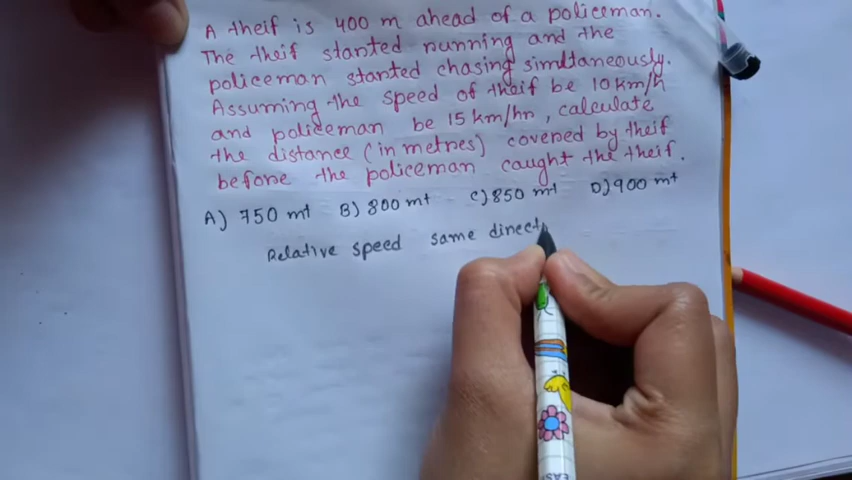 A theif is 400 m ahead of a policeman.
The theif started running and the
policeman started chasing simltaneously.
Assuming the speed of theif be 10 km/h
and policeman be 15 km/hr, calculate
the distance (in metres) covered by theif
before the policeman caught the theif.
A) 750 mt B) 800 mt C) 850 mt D) 900 mt
Relative speed same direct